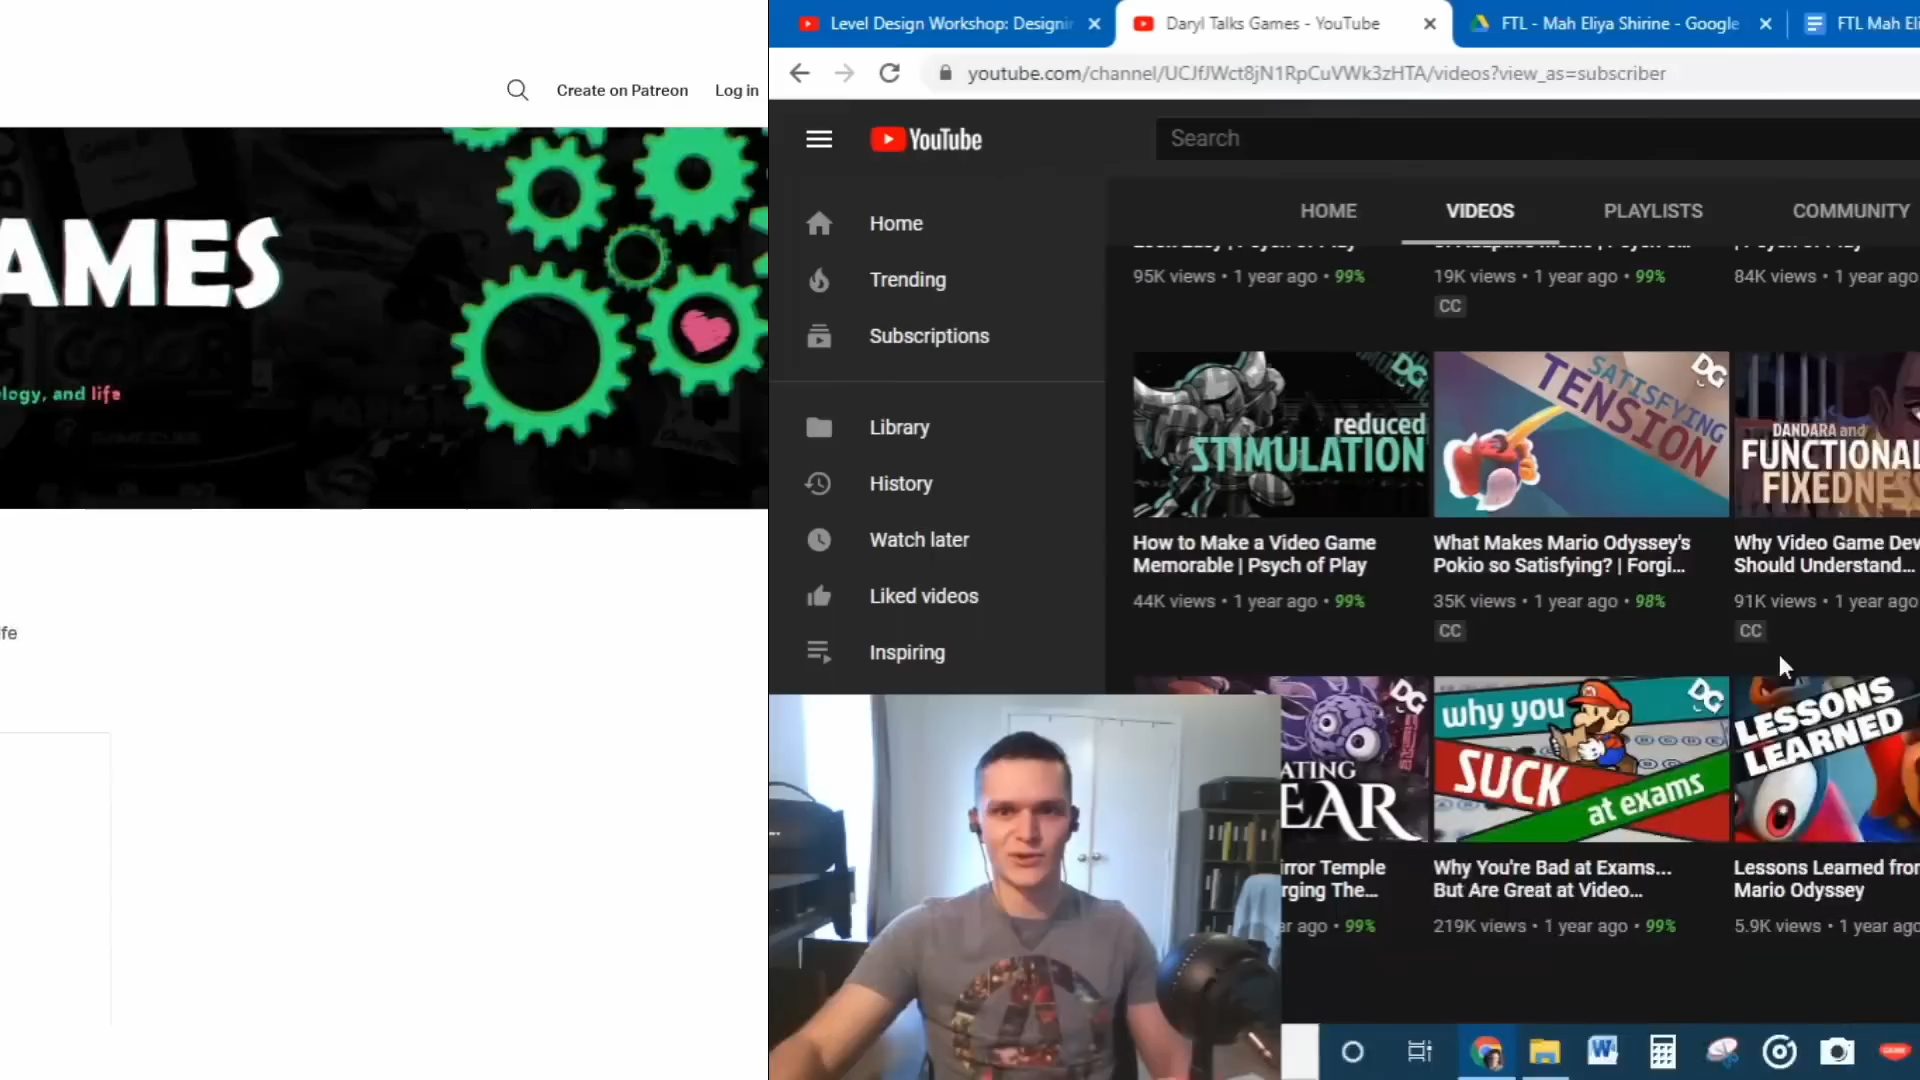 Create on Patreon
Log in
AMES
logy, and life
fe
Level Design Workshop: Designi
Daryl Talks Games - YouTube
FTL - Mah Eliya Shirine - Google
FTL Mah Eli
youtube.com/channel/UCJfJWct8jN1RpCuVWk3zHTA/videos?view_as=subscriber
YouTube
Search
Home
Trending
Subscriptions
Library
History
Watch later
Liked videos
Inspiring
HOME
VIDEOS
PLAYLISTS
COMMUNITY
95K views • 1 year ago • 99%
19K views • 1 year ago • 99%
CC
84K views • 1 year ago
DG
reduced
STIMULATION
How to Make a Video Game
Memorable | Psych of Play
44K views • 1 year ago • 99%
DG
SATISFYING
TENSION
What Makes Mario Odyssey's
Pokio so Satisfying? | Forgi...
35K views • 1 year ago • 98%
CC
DANDARA and
FUNCTIONAL
FIXEDNES
Why Video Game Dev
Should Understand...
91K views • 1 year ago
CC
DG
ATING
EAR
irror Temple
rging The...
ar ago • 99%
DG
why you
SUCK
at exams
Why You're Bad at Exams...
But Are Great at Video...
219K views • 1 year ago • 99%
LESSONS
LEARNED
Lessons Learned from
Mario Odyssey
5.9K views • 1 year ago